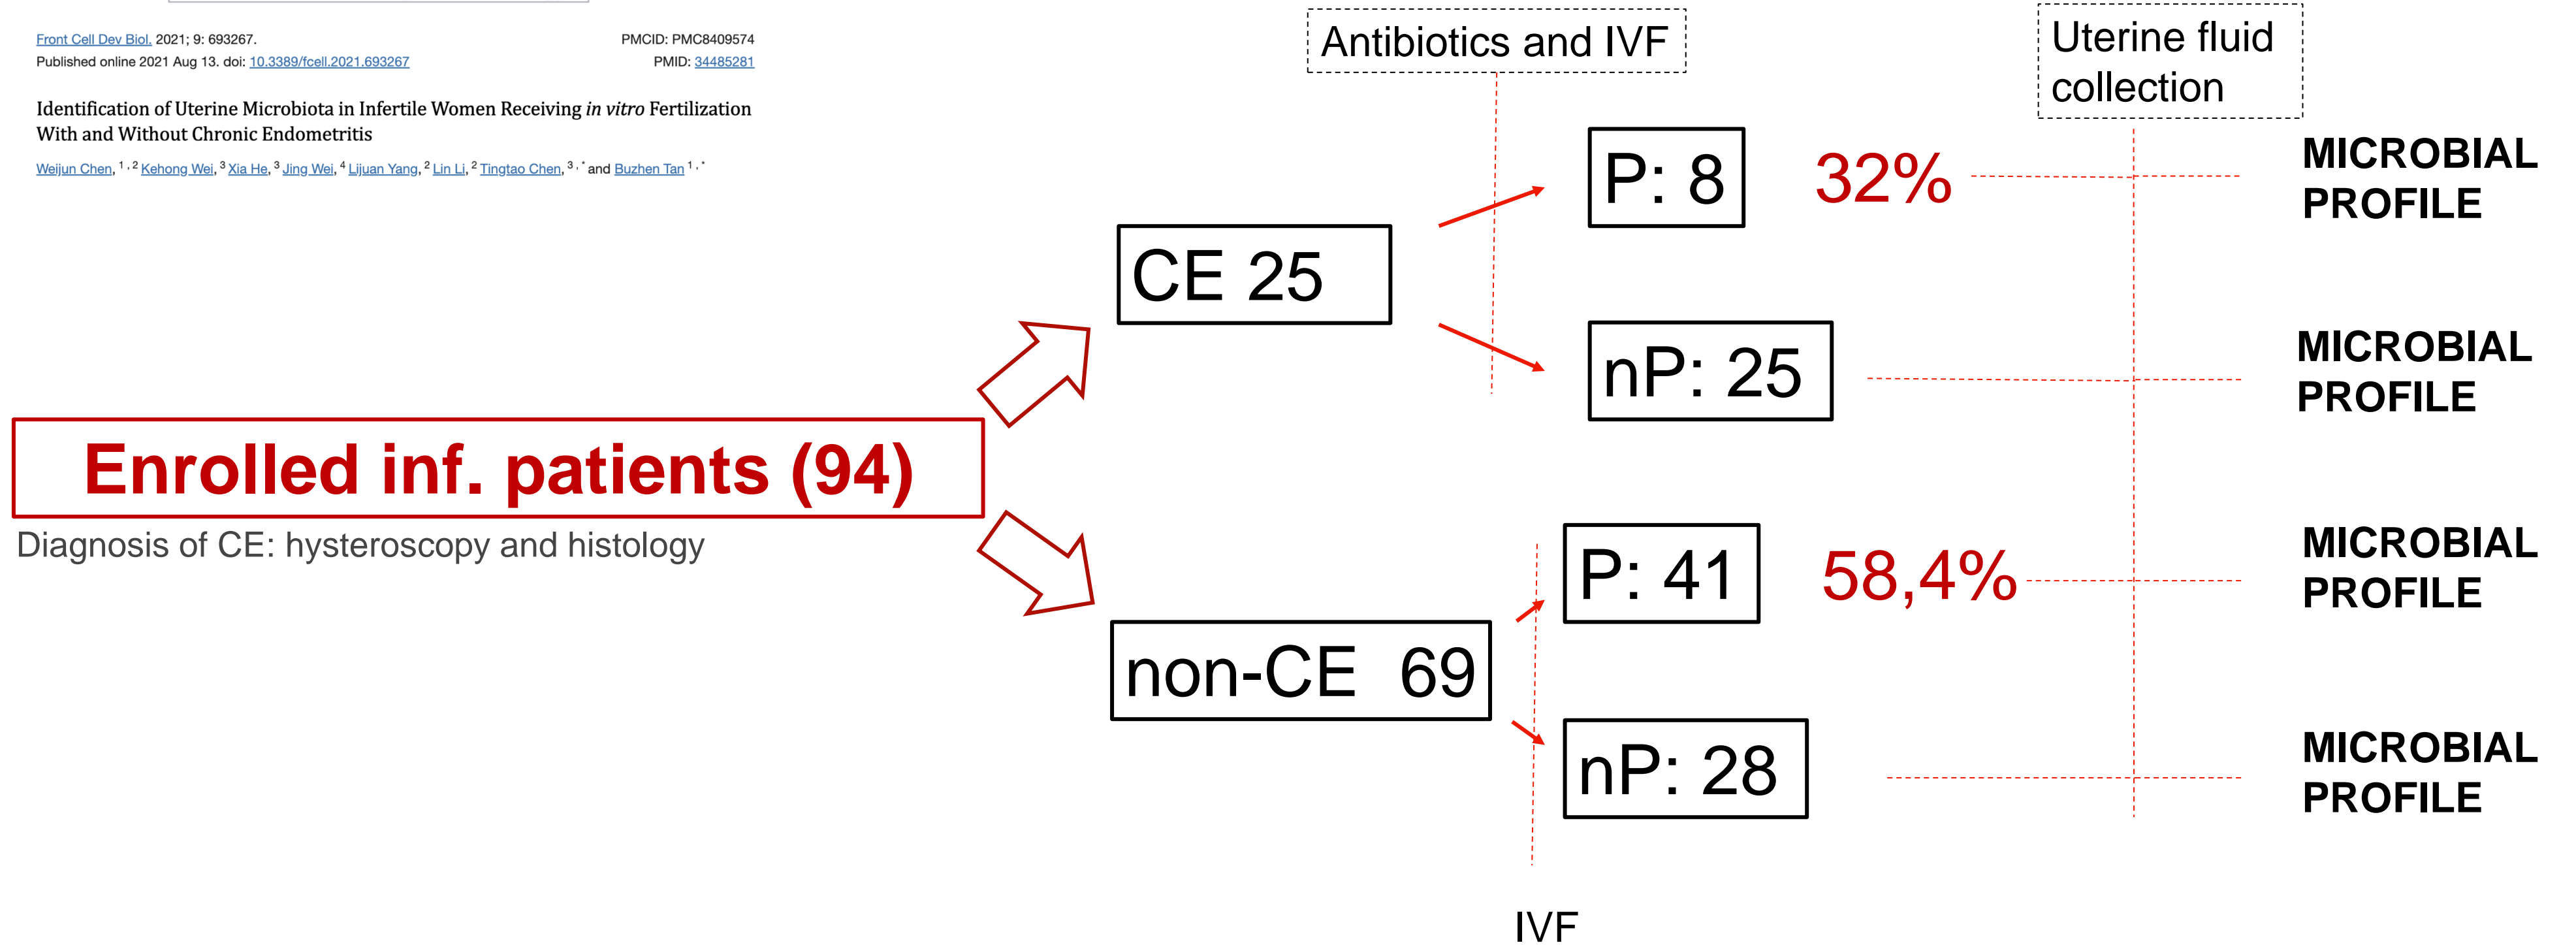 Front Cell Dev Biol. 2021; 9: 693267.
PMCID: PMC8409574
Published online 2021 Aug 13. doi: 10.3389/fcell.2021.693267
PMID: 34485281
Identification of Uterine Microbiota in Infertile Women Receiving in vitro Fertilization
With and Without Chronic Endometritis
Weijun Chen, 1 , 2 Kehong Wei, 3 Xia He, 3 Jing Wei, 4 Lijuan Yang, 2 Lin Li, 2 Tingtao Chen, 3 , * and Buzhen Tan 1 , *
Antibiotics and IVF
Uterine fluid
collection
P: 8
32%
MICROBIAL
PROFILE
CE 25
nP: 25
MICROBIAL
PROFILE
Enrolled inf. patients (94)
Diagnosis of CE: hysteroscopy and histology
P: 41
58,4%
MICROBIAL
PROFILE
non-CE 69
nP: 28
MICROBIAL
PROFILE
IVF